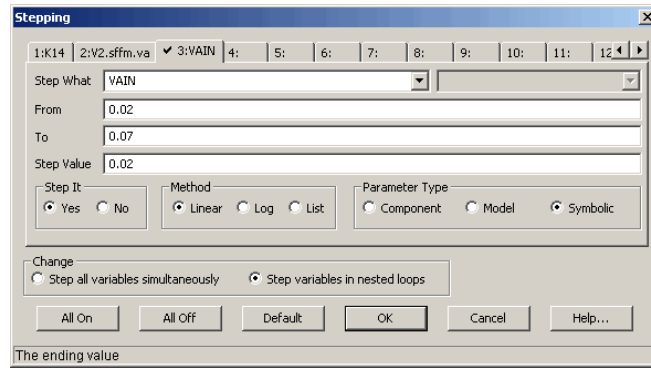 Stepping
1:K14 2:V2.sffm.va ✔ 3:VAIN 4: 5: 6: 7: 8: 9: 10: 11: 12
Step What VAIN
From 0.02
To 0.07
Step Value 0.02
Step It Method Parameter Type
Yes No Linear Log List Component Model Symbolic
Change
Step all variables simultaneously Step variables in nested loops
All On All Off Default OK Cancel Help...
The ending value